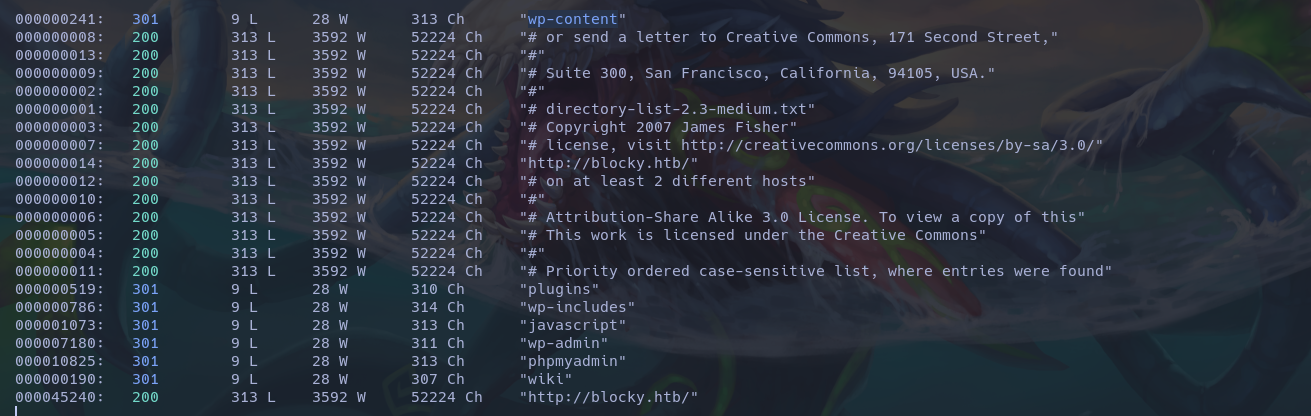 000000241: 301 9 L 28 W 313 Ch "wp-content"
000000008: 200 313 L 3592 W 52224 Ch "# or send a letter to Creative Commons, 171 Second Street,"
000000013: 200 313 L 3592 W 52224 Ch "#"
000000009: 200 313 L 3592 W 52224 Ch "# Suite 300, San Francisco, California, 94105, USA."
000000002: 200 313 L 3592 W 52224 Ch "#"
000000001: 200 313 L 3592 W 52224 Ch "# directory-list-2.3-medium.txt"
000000003: 200 313 L 3592 W 52224 Ch "# Copyright 2007 James Fisher"
000000007: 200 313 L 3592 W 52224 Ch "# license, visit http://creativecommons.org/licenses/by-sa/3.0/"
000000014: 200 313 L 3592 W 52224 Ch "http://blocky.htb/"
000000012: 200 313 L 3592 W 52224 Ch "# on at least 2 different hosts"
000000010: 200 313 L 3592 W 52224 Ch "#"
000000006: 200 313 L 3592 W 52224 Ch "# Attribution-Share Alike 3.0 License. To view a copy of this"
000000005: 200 313 L 3592 W 52224 Ch "# This work is licensed under the Creative Commons"
000000004: 200 313 L 3592 W 52224 Ch "#"
000000011: 200 313 L 3592 W 52224 Ch "# Priority ordered case-sensitive list, where entries were found"
000000519: 301 9 L 28 W 310 Ch "plugins"
000000786: 301 9 L 28 W 314 Ch "wp-includes"
000001073: 301 9 L 28 W 313 Ch "javascript"
000007180: 301 9 L 28 W 311 Ch "wp-admin"
000010825: 301 9 L 28 W 313 Ch "phpmyadmin"
000000190: 301 9 L 28 W 307 Ch "wiki"
000045240: 200 313 L 3592 W 52224 Ch "http://blocky.htb/"